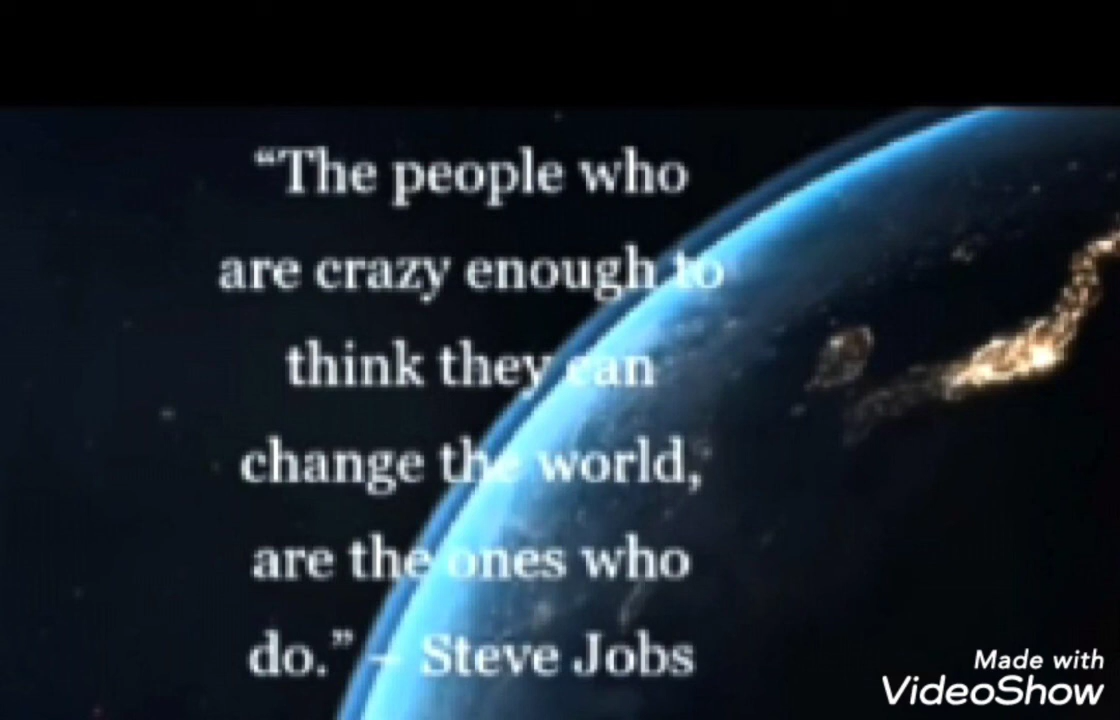 “The people who
are crazy enough to
think they can
change the world,
are the ones who
do.” – Steve Jobs
Made with
VideoShow